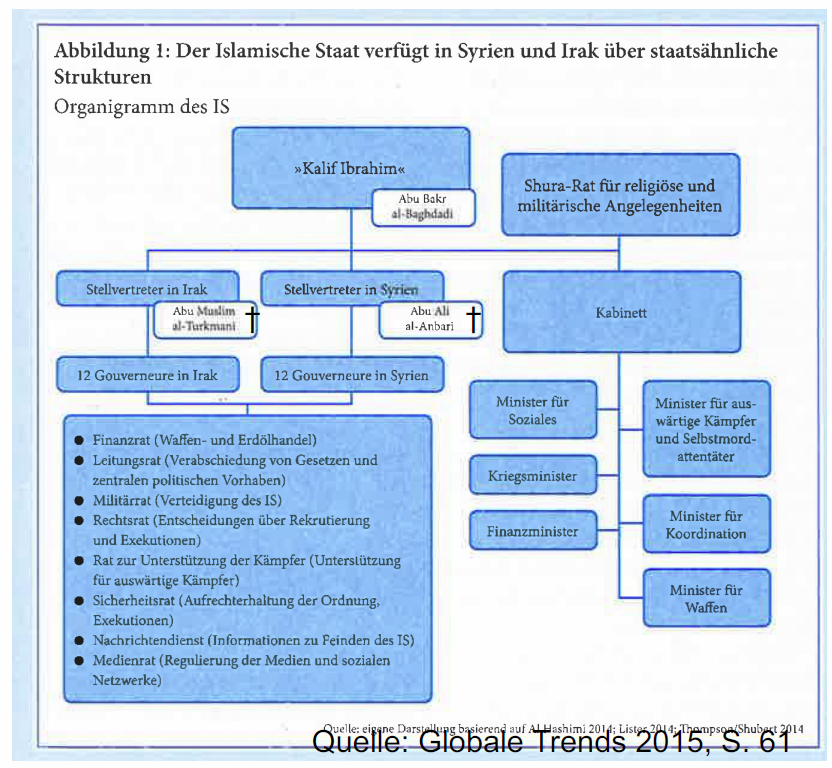 Abbildung 1: Der Islamische Staat verfügt in Syrien und Irak über staatsähnliche
Strukturen
Organigramm des IS
»Kalif Ibrahim«
Abu Bakr
al-Baghdadi
Shura-Rat für religiöse und
militärische Angelegenheiten
Stellvertreter in Irak
Abu Muslim
al-Turkmani
Stellvertreter in Syrien
Abu Ali
al-Anbari
Kabinett
12 Gouverneure in Irak
12 Gouverneure in Syrien
● Finanzrat (Waffen- und Erdölhandel)
● Leitungsrat (Verabschiedung von Gesetzen und
zentralen politischen Vorhaben)
● Militärrat (Verteidigung des IS)
● Rechtsrat (Entscheidungen über Rekrutierung
und Exekutionen)
● Rat zur Unterstützung der Kämpfer (Unterstützung
für auswärtige Kämpfer)
● Sicherheitsrat (Aufrechterhaltung der Ordnung,
Exekutionen)
● Nachrichtendienst (Informationen zu Feinden des IS)
● Medienrat (Regulierung der Medien und sozialen
Netzwerke)
Minister für
Soziales
Minister für aus-
wärtige Kämpfer
und Selbstmord-
attentäter
Kriegsminister
Finanzminister
Minister für
Koordination
Minister für
Waffen
Quelle: eigene Darstellung basierend auf Al Hashimi 2014; Lister 2014; Thompson/Shubert 2014
Quelle: Globale Trends 2015, S. 61